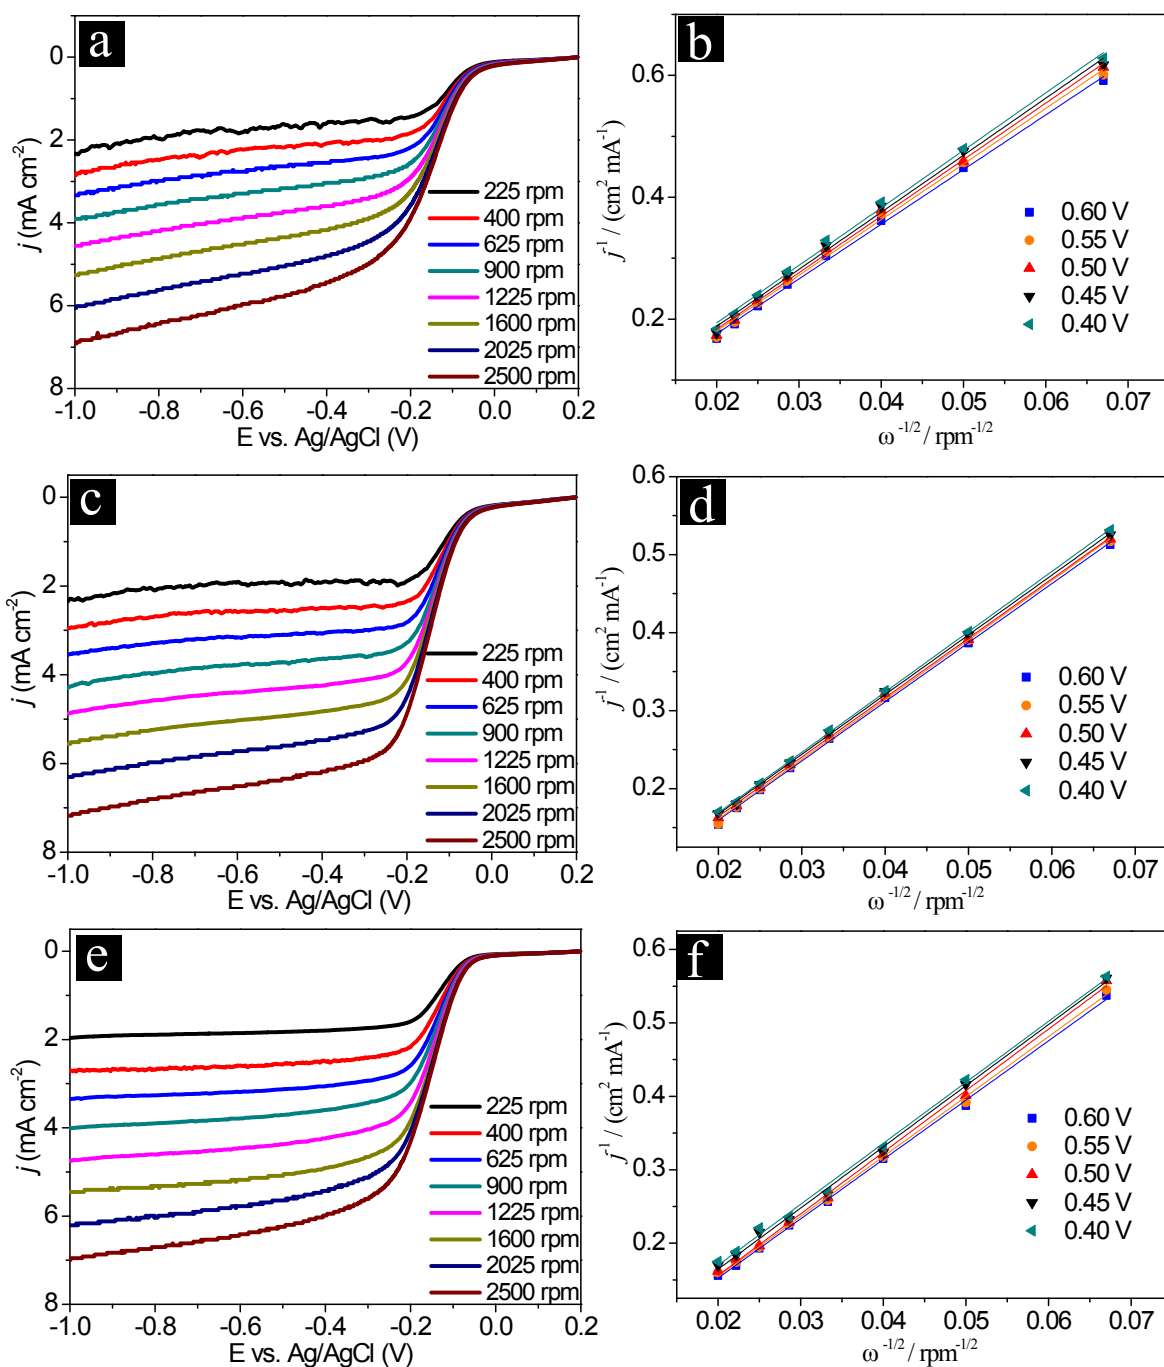 a
0
2
4
6
8
j (mA cm-2)
225 rpm
400 rpm
625 rpm
900 rpm
1225 rpm
1600 rpm
2025 rpm
2500 rpm
-1.0 -0.8 -0.6 -0.4 -0.2 0.0 0.2
E vs. Ag/AgCl (V)
b
0.6
0.4
0.2
j-1 / (cm2 mA-1)
0.60 V
0.55 V
0.50 V
0.45 V
0.40 V
0.02 0.03 0.04 0.05 0.06 0.07
ω-1/2 / rpm-1/2
c
0
2
4
6
8
j (mA cm-2)
225 rpm
400 rpm
625 rpm
900 rpm
1225 rpm
1600 rpm
2025 rpm
2500 rpm
-1.0 -0.8 -0.6 -0.4 -0.2 0.0 0.2
E vs. Ag/AgCl (V)
d
0.6
0.5
0.4
0.3
0.2
j-1 / (cm2 mA-1)
0.60 V
0.55 V
0.50 V
0.45 V
0.40 V
0.02 0.03 0.04 0.05 0.06 0.07
ω-1/2 / rpm-1/2
e
0
2
4
6
8
j (mA cm-2)
225 rpm
400 rpm
625 rpm
900 rpm
1225 rpm
1600 rpm
2025 rpm
2500 rpm
-1.0 -0.8 -0.6 -0.4 -0.2 0.0 0.2
E vs. Ag/AgCl (V)
f
0.6
0.5
0.4
0.3
0.2
j-1 / (cm2 mA-1)
0.60 V
0.55 V
0.50 V
0.45 V
0.40 V
0.02 0.03 0.04 0.05 0.06 0.07
ω-1/2 / rpm-1/2